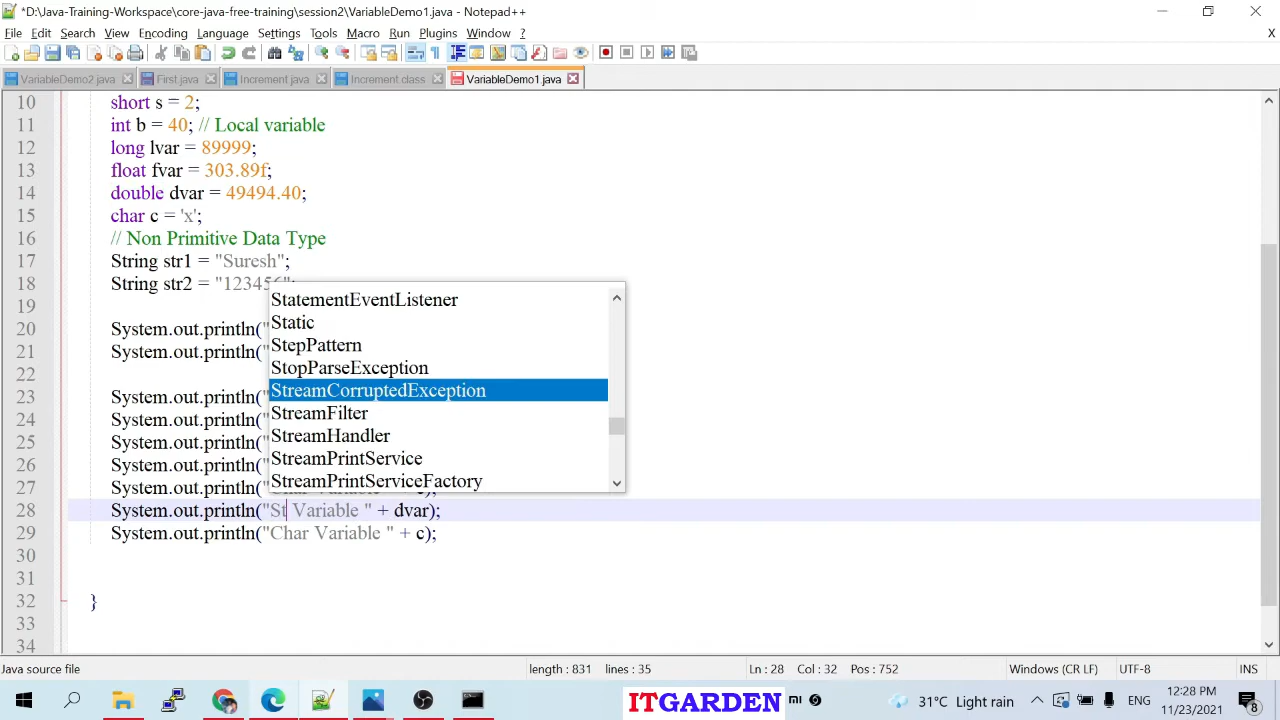 *D:\Java-Training-Workspace\core-java-free-training\session2\VariableDemo1.java - Notepad++
File Edit Search View Encoding Language Settings Tools Macro Run Plugins Window ? X
VariableDemo2.java First.java Increment.java Increment.class VariableDemo1.java
10 short s = 2;
11 int b = 40; // Local variable
12 long lvar = 89999;
13 float fvar = 303.89f;
14 double dvar = 49494.40;
15 char c = 'x';
16 // Non Primitive Data Type
17 String str1 = "Suresh";
18 String str2 = "123456";
19
20 System.out.println("
21 System.out.println("
22
23 System.out.println("
24 System.out.println("
25 System.out.println("
26 System.out.println("
27 System.out.println("Char Variable " + c);
28 System.out.println("St Variable " + dvar);
29 System.out.println("Char Variable " + c);
30
31
32 }
33
34
StatementEventListener
Static
StepPattern
StopParseException
StreamCorruptedException
StreamFilter
StreamHandler
StreamPrintService
StreamPrintServiceFactory
Java source file length : 831 lines : 35 Ln : 28 Col : 32 Pos : 752 Windows (CR LF) UTF-8 INS
ITGARDEN mi 31°C Light rain ENG 12:28 PM
11/23/2021 8